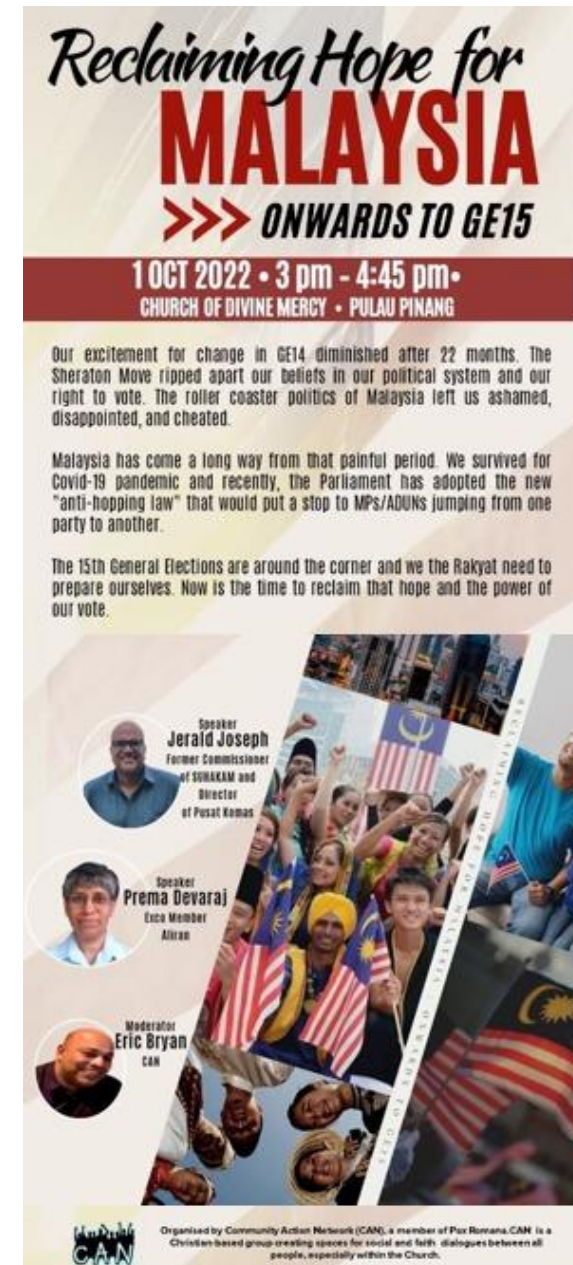 Reclaiming Hope for
MALAYSIA
>>> ONWARDS TO GE15
1 OCT 2022 • 3 pm - 4:45 pm•
CHURCH OF DIVINE MERCY • PULAU PINANG
Our excitement for change in GE14 diminished after 22 months. The
Sheraton Move ripped apart our beliefs in our political system and our
right to vote. The roller coaster politics of Malaysia left us ashamed,
disappointed, and cheated.
Malaysia has come a long way from that painful period. We survived for
Covid-19 pandemic and recently, the Parliament has adopted the new
"anti-hopping law" that would put a stop to MPs/ADUNs jumping from one
party to another.
The 15th General Elections are around the corner and we the Rakyat need to
prepare ourselves. Now is the time to reclaim that hope and the power of
our vote.
Speaker
Jerald Joseph
Former Commissioner
of SUHAKAM and
Director
of Pusat Komas
Speaker
Prema Devaraj
Exco Member
Aliran
Moderator
Eric Bryan
CAN
RECLAIMING HOPE FOR MALAYSIA : ONWARDS TO GE15
CAN
Organised by Community Action Network (CAN), a member of Pax Romana. CAN is a
Christian-based group creating spaces for social and faith dialogues between all
people, especially within the Church.